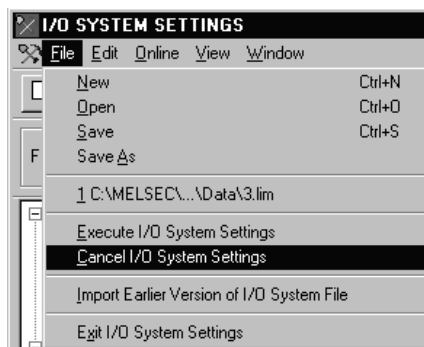 I/O SYSTEM SETTINGS
File Edit Online View Window
New Ctrl+N
Open Ctrl+O
Save Ctrl+S
F
Save As
1 C:\MELSEC\...\Data\3.lim
Execute I/O System Settings
Cancel I/O System Settings
Import Earlier Version of I/O System File
Exit I/O System Settings